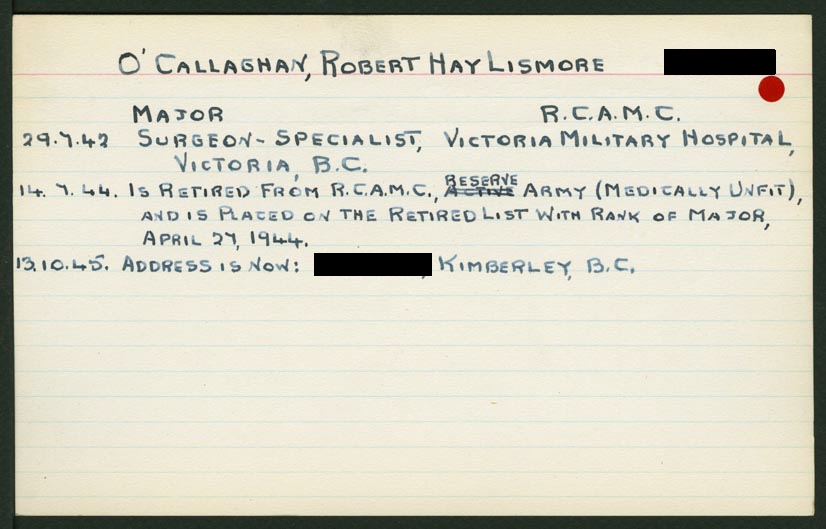 O'CALLAGHAN, ROBERT HAY LISMORE
MAJOR R.C.A.M.C.
29.7.42 SURGEON-SPECIALIST, VICTORIA MILITARY HOSPITAL,
VICTORIA, B.C.
14.7.44. IS RETIRED FROM R.C.A.M.C., ACTIVE RESERVE ARMY (MEDICALLY UNFIT),
AND IS PLACED ON THE RETIRED LIST WITH RANK OF MAJOR,
APRIL 27, 1944.
13.10.45. ADDRESS IS NOW: , KIMBERLEY, B.C.